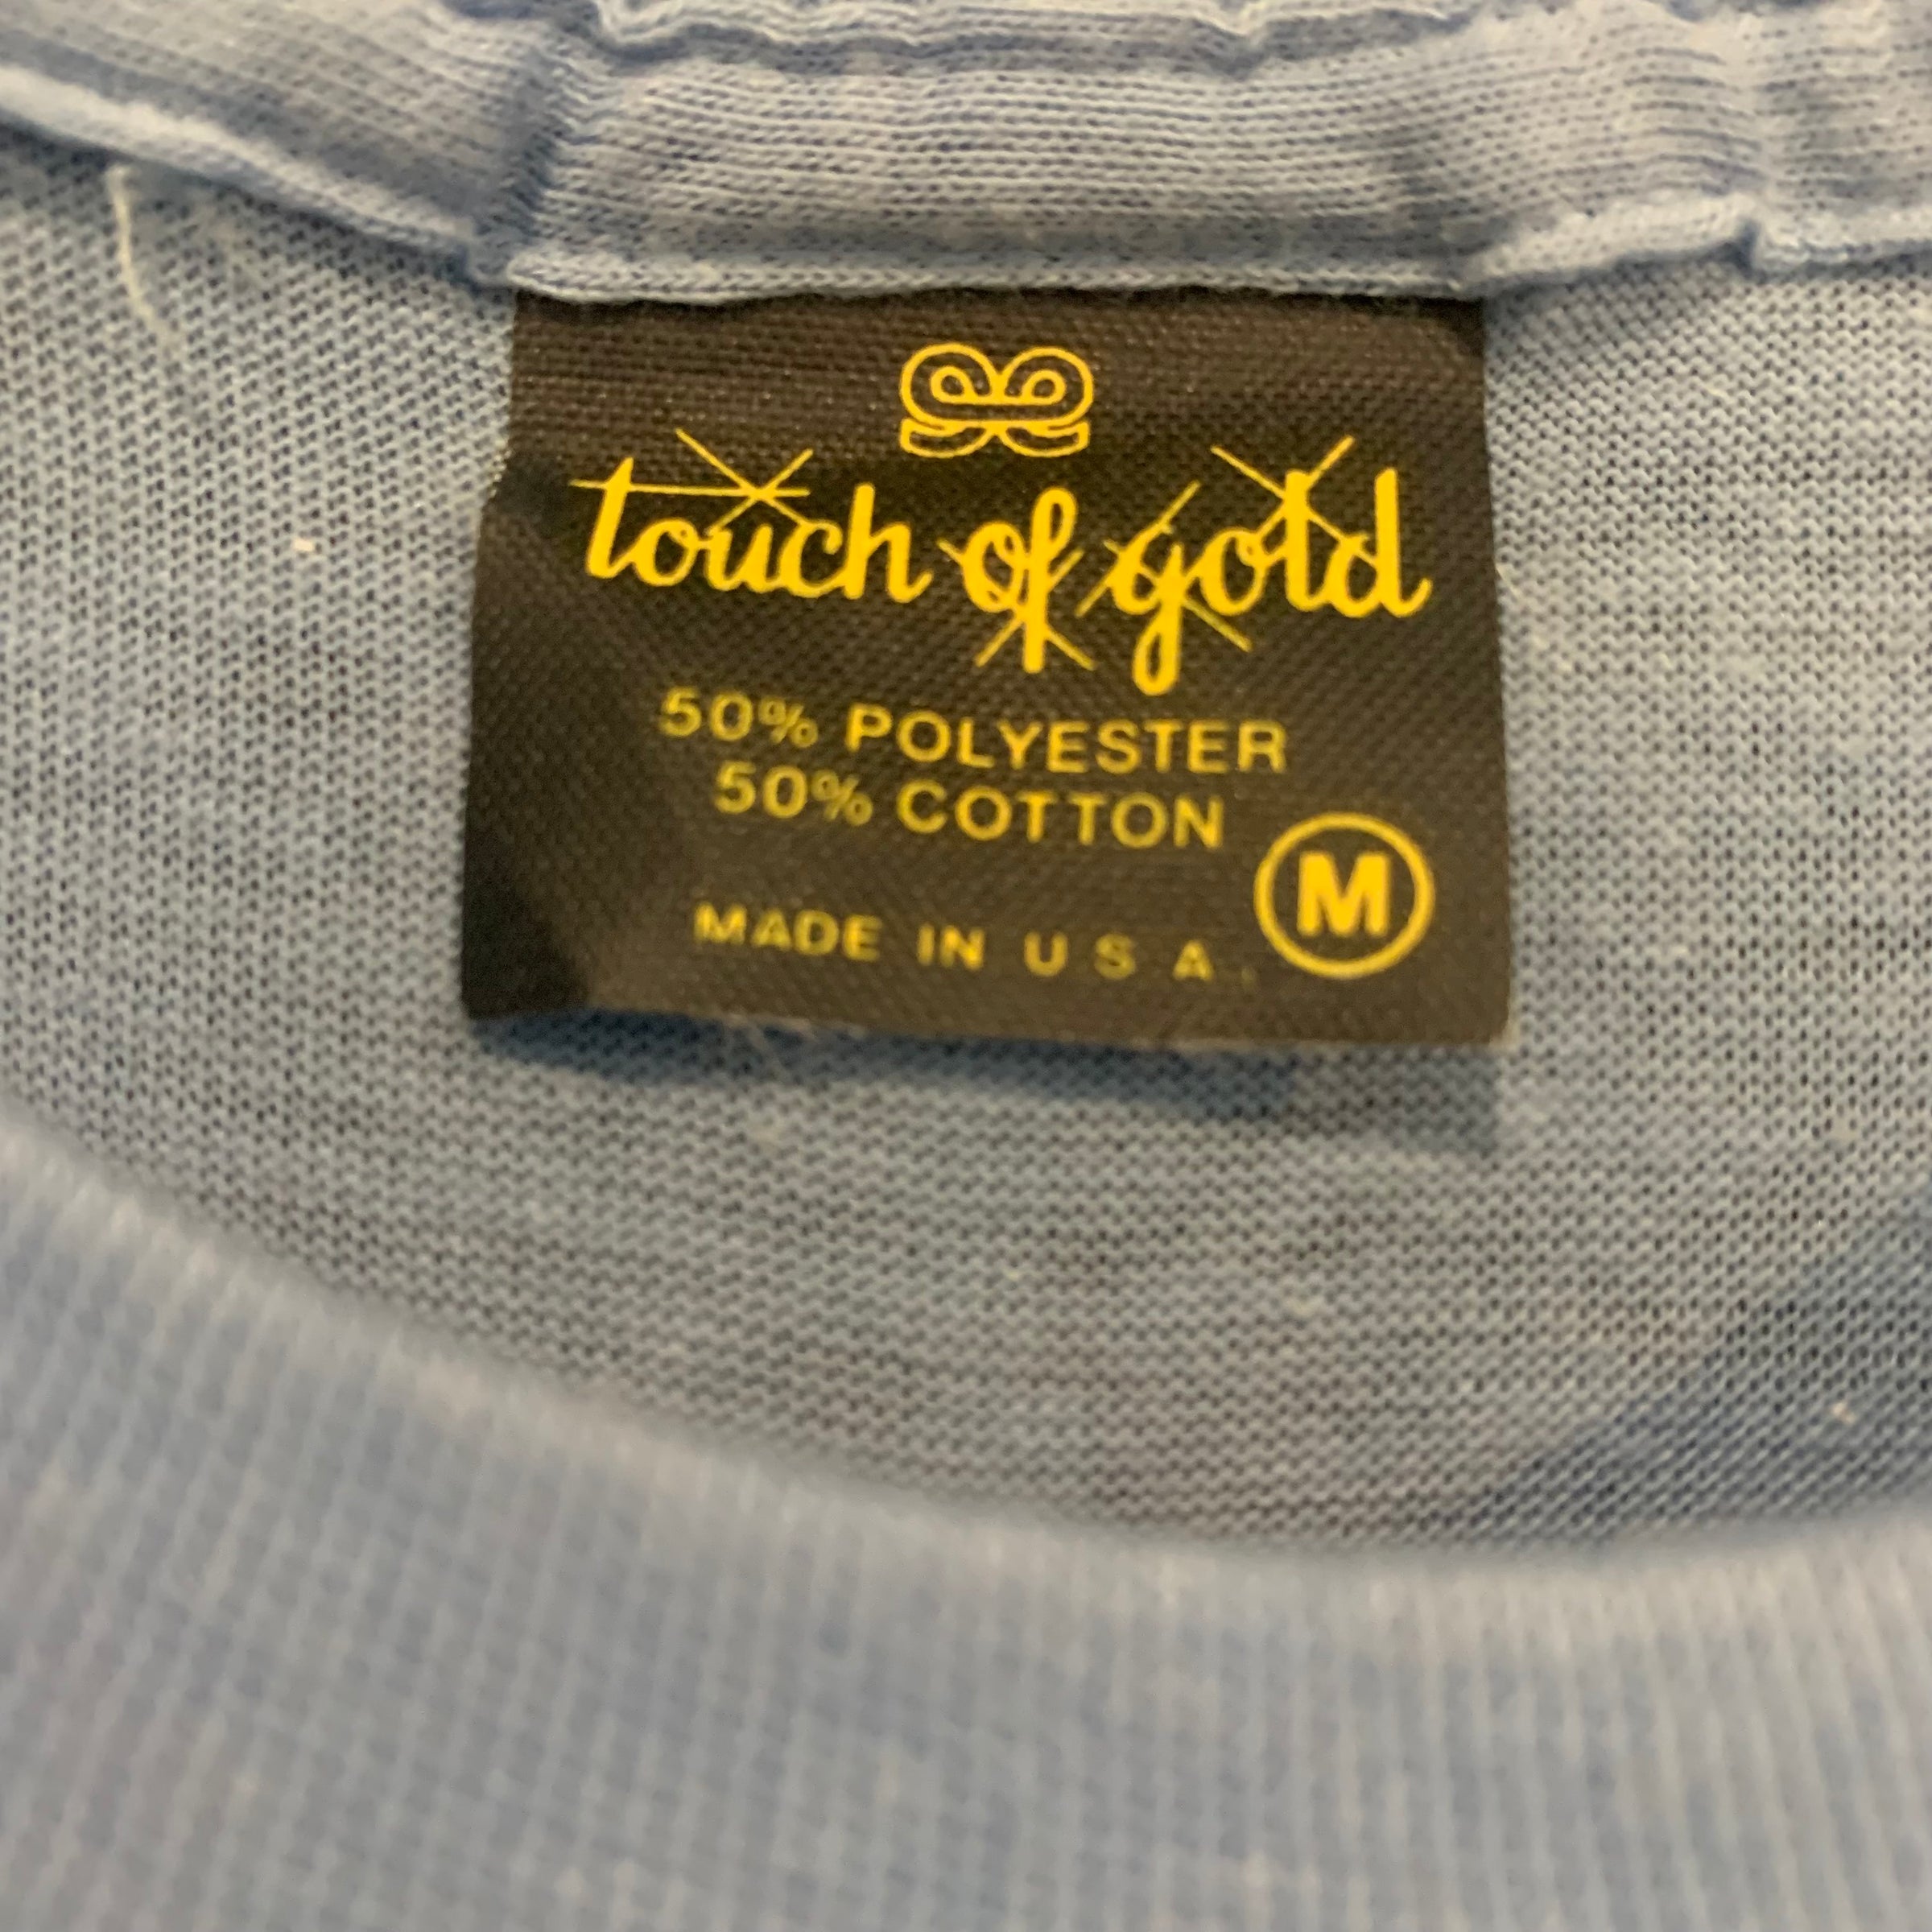 touch of gold
50% POLYESTER
50% COTTON
M
MADE IN U S A.